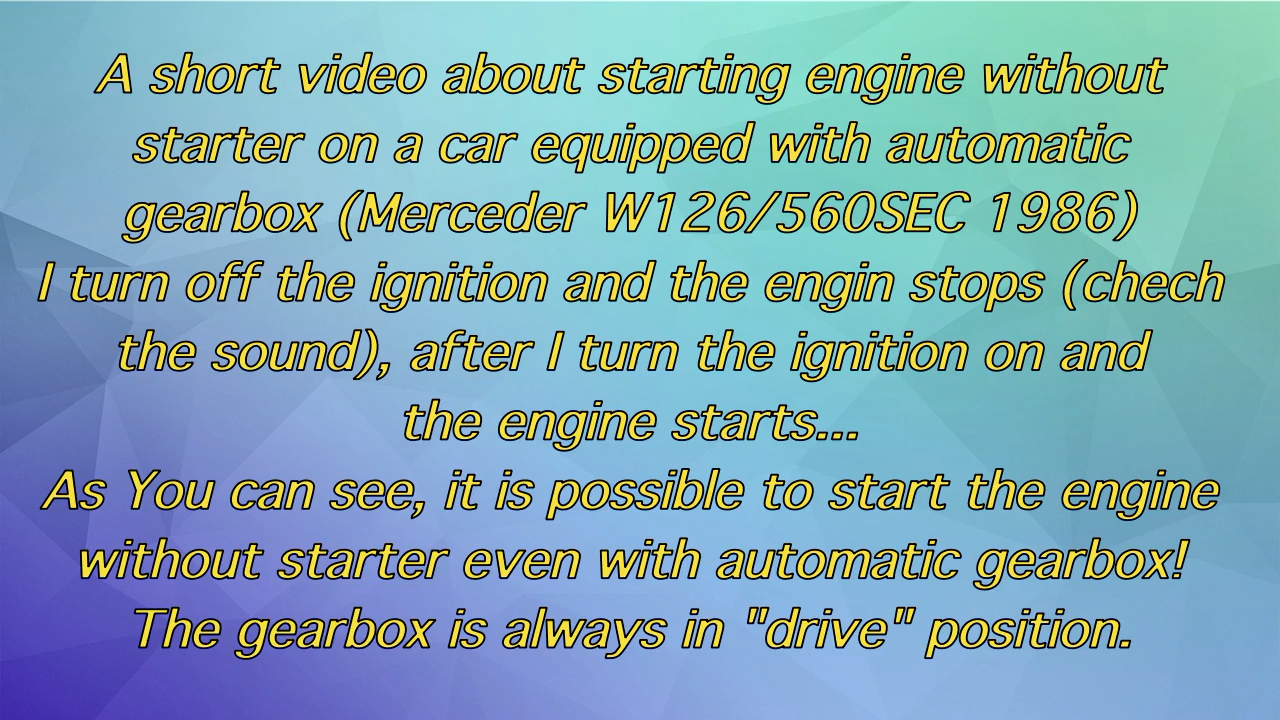 A short video about starting engine without
starter on a car equipped with automatic
gearbox (Merceder W126/560SEC 1986)
I turn off the ignition and the engin stops (chech
the sound), after I turn the ignition on and
the engine starts...
As You can see, it is possible to start the engine
without starter even with automatic gearbox!
The gearbox is always in "drive" position.